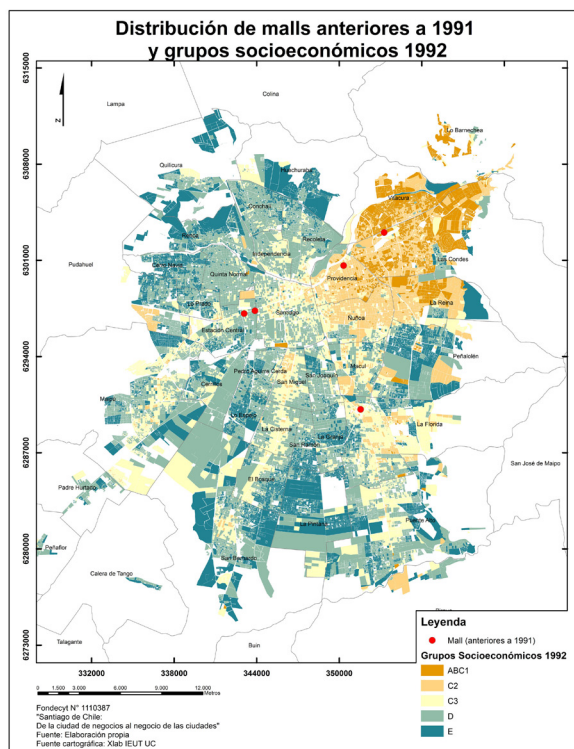 Distribución de malls anteriores a 1991
y grupos socioeconómicos 1992
6315000
6308000
6301000
6294000
6287000
6280000
6273000
N
Colina
Lampa
Lo Barnechea
Quilicura
Huechuraba
Vitacura
Conchalí
Renca
Recoleta
Independencia
Las Condes
Pudahuel
Cerro Navia
Quinta Normal
Providencia
Lo Prado
La Reina
Santiago
Ñuñoa
Estación Central
Peñalolén
Macul
Pedro Aguirre Cerda
San Joaquín
Cerrillos
San Miguel
Maipú
Lo Espejo
La Florida
La Cisterna
La Granja
San Ramón
San José de Maipo
El Bosque
Padre Hurtado
La Pintana
Puente Alto
Peñaflor
San Bernardo
Calera de Tango
Talagante
Buin
332000
338000
344000
350000
0 1.500 3.000 6.000 9.000 12.000
Metros
Leyenda
Mall (anteriores a 1991)
Grupos Socioeconómicos 1992
ABC1
C2
C3
D
E
Fondecyt N° 1110387
"Santiago de Chile:
De la ciudad de negocios al negocio de las ciudades"
Fuente: Elaboración propia
Fuente cartográfica: Xlab IEUT UC